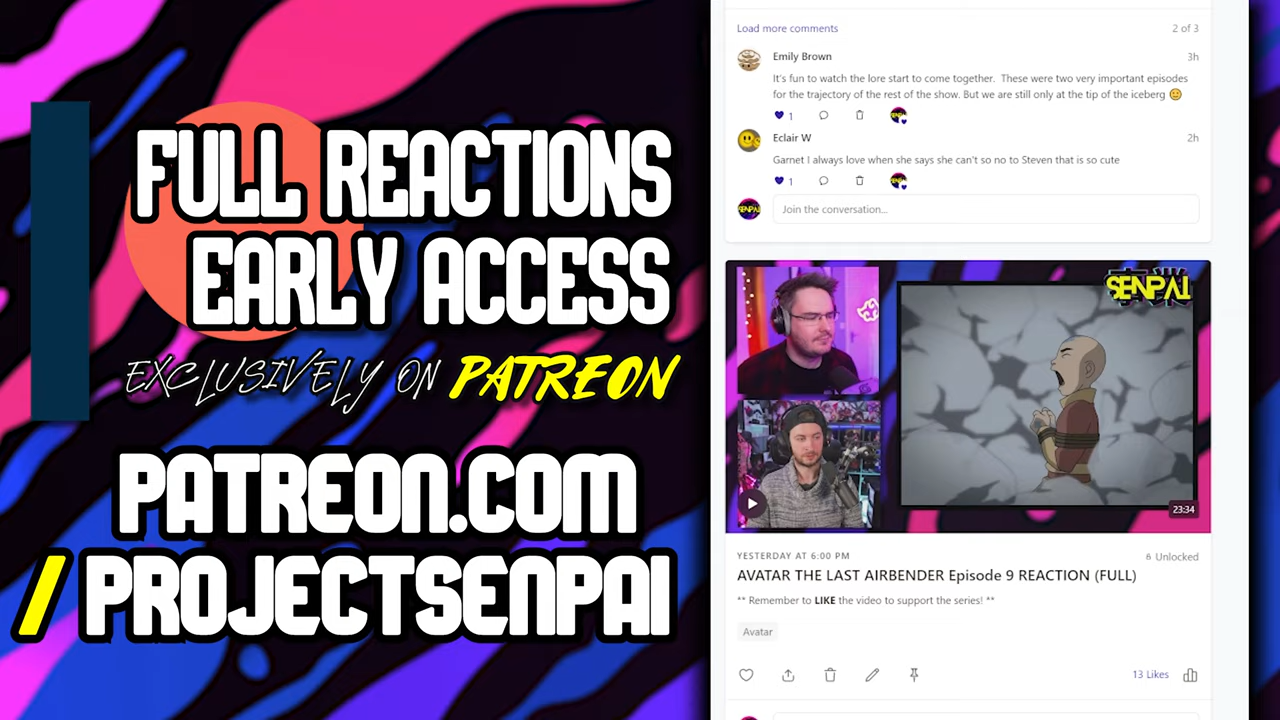 FULL REACTIONS
EARLY ACCESS
EXCLUSIVELY ON PATREON
PATREON.COM
/ PROJECTSENPAI
Load more comments
2 of 3
Emily Brown
3h
It's fun to watch the lore start to come together. These were two very important episodes
for the trajectory of the rest of the show. But we are still only at the tip of the iceberg
1
Eclair W
2h
Garnet I always love when she says she can't so no to Steven that is so cute
1
SENPAI
Join the conversation...
SENPAI
23:34
YESTERDAY AT 6:00 PM
6 Unlocked
AVATAR THE LAST AIRBENDER Episode 9 REACTION (FULL)
** Remember to LIKE the video to support the series! **
Avatar
13 Likes